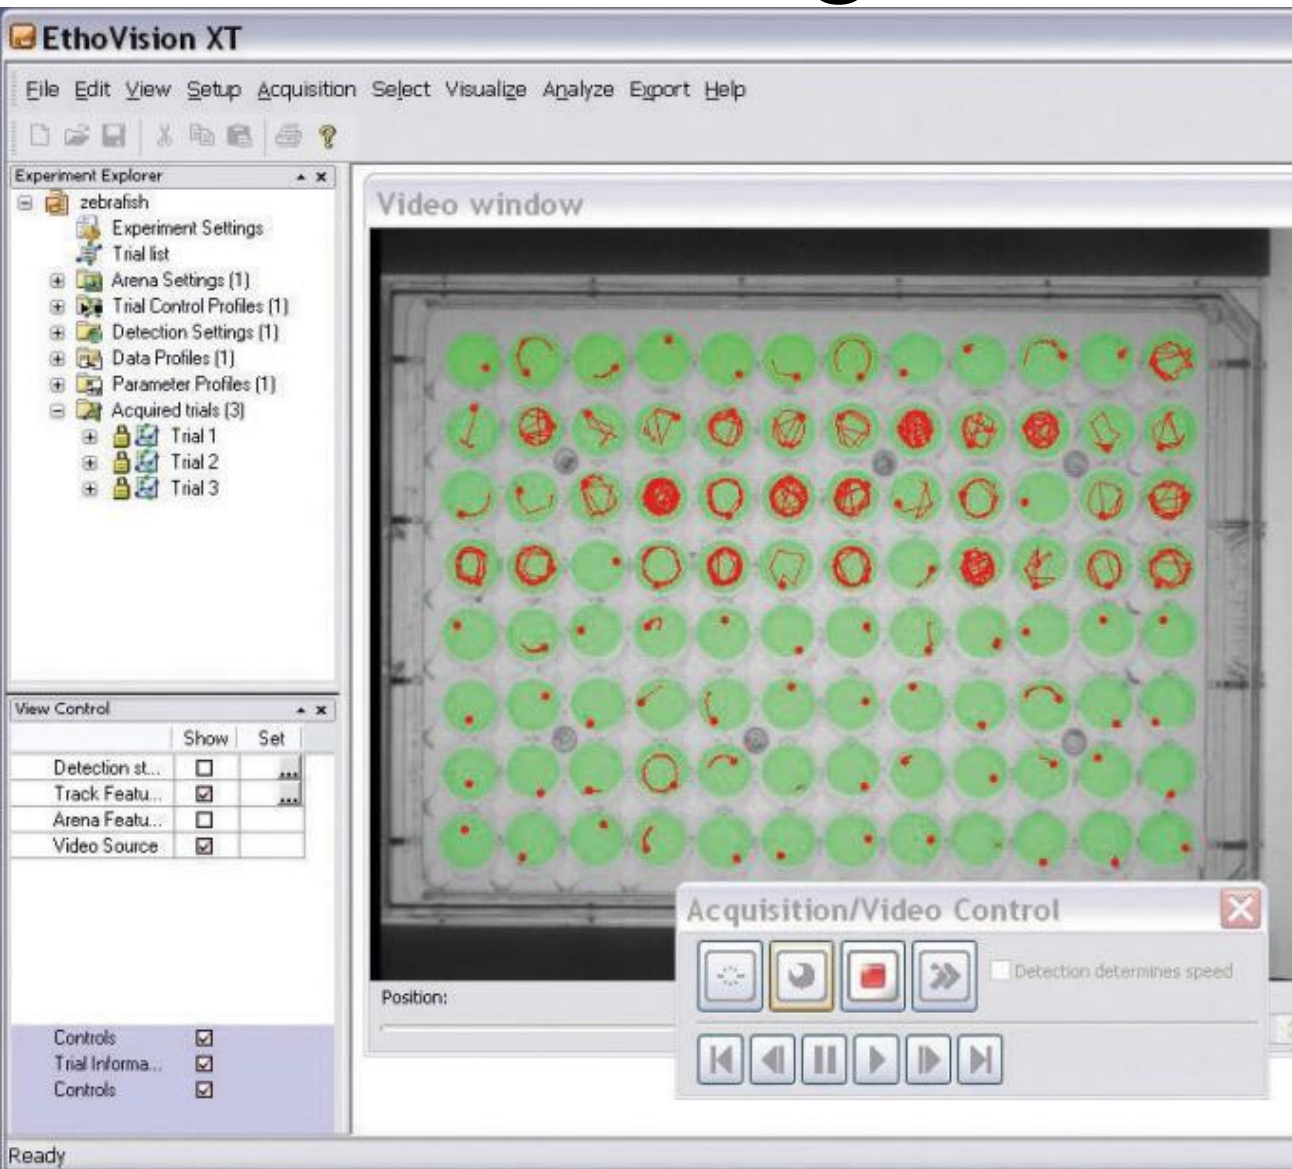 EthoVision XT
File Edit View Setup Acquisition Select Visualize Analyze Export Help
Experiment Explorer
zebrafish
Experiment Settings
Trial list
Arena Settings (1)
Trial Control Profiles (1)
Detection Settings (1)
Data Profiles (1)
Parameter Profiles (1)
Acquired trials (3)
Trial 1
Trial 2
Trial 3
View Control
Show Set
Detection st... ...
Track Featu... ...
Arena Featu...
Video Source
Controls
Trial Informa...
Controls
Ready
Video window
Position:
Acquisition/Video Control
Detection determines speed